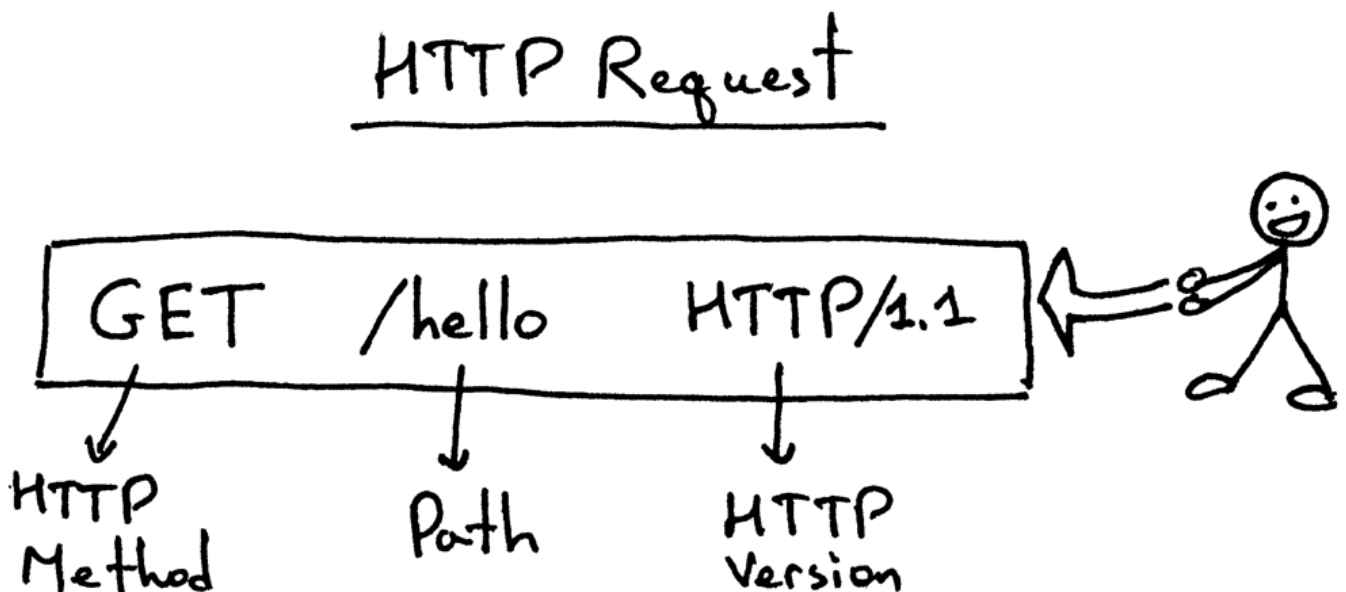 HTTP Request
GET /hello HTTP/1.1
HTTP
Method
Path
HTTP
Version